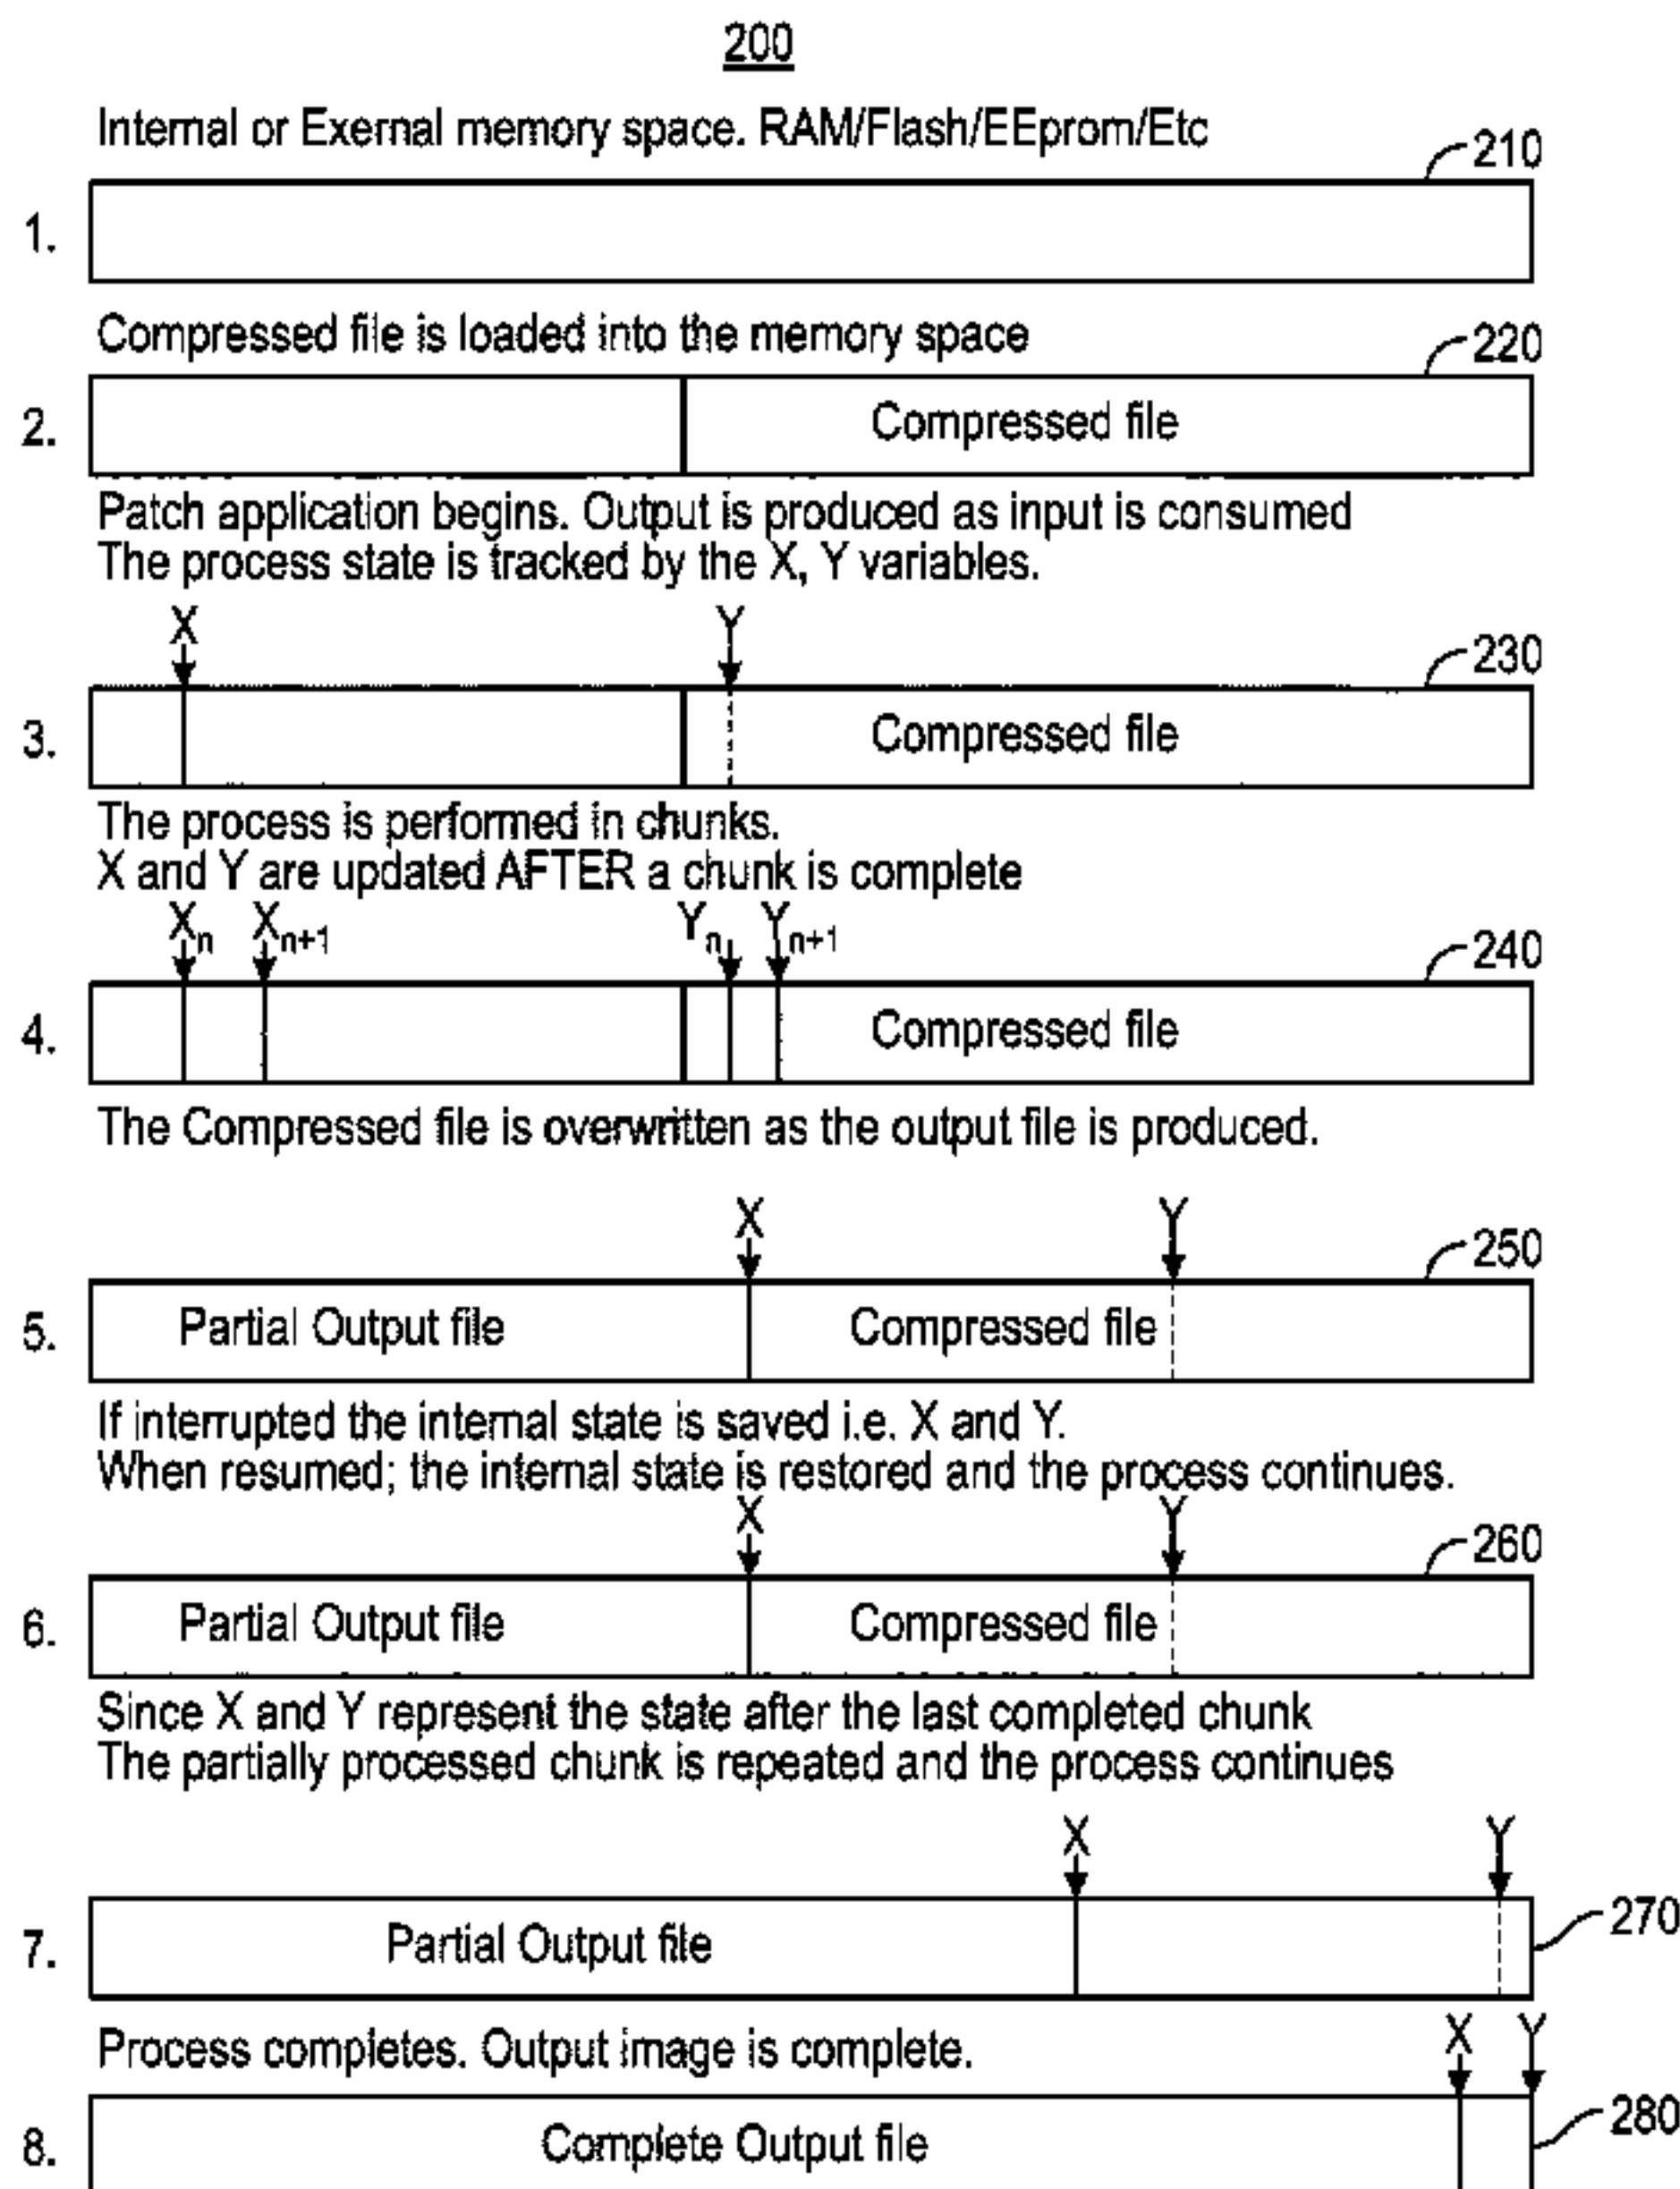 200
Internal or Exernal memory space. RAM/Flash/EEprom/Etc
210
1.
Compressed file is loaded into the memory space
220
2. Compressed file
Patch application begins. Output is produced as input is consumed
The process state is tracked by the X, Y variables.
X Y
230
3. Compressed file
The process is performed in chunks.
X and Y are updated AFTER a chunk is complete
Xn Xn+1 Yn Yn+1
240
4. Compressed file
The Compressed file is overwritten as the output file is produced.
X Y
250
5. Partial Output file Compressed file
If interrupted the internal state is saved i.e. X and Y.
When resumed; the internal state is restored and the process continues.
X Y
260
6. Partial Output file Compressed file
Since X and Y represent the state after the last completed chunk
The partially processed chunk is repeated and the process continues
X Y
270
7. Partial Output file
Process completes. Output image is complete.
X Y
280
8. Complete Output file